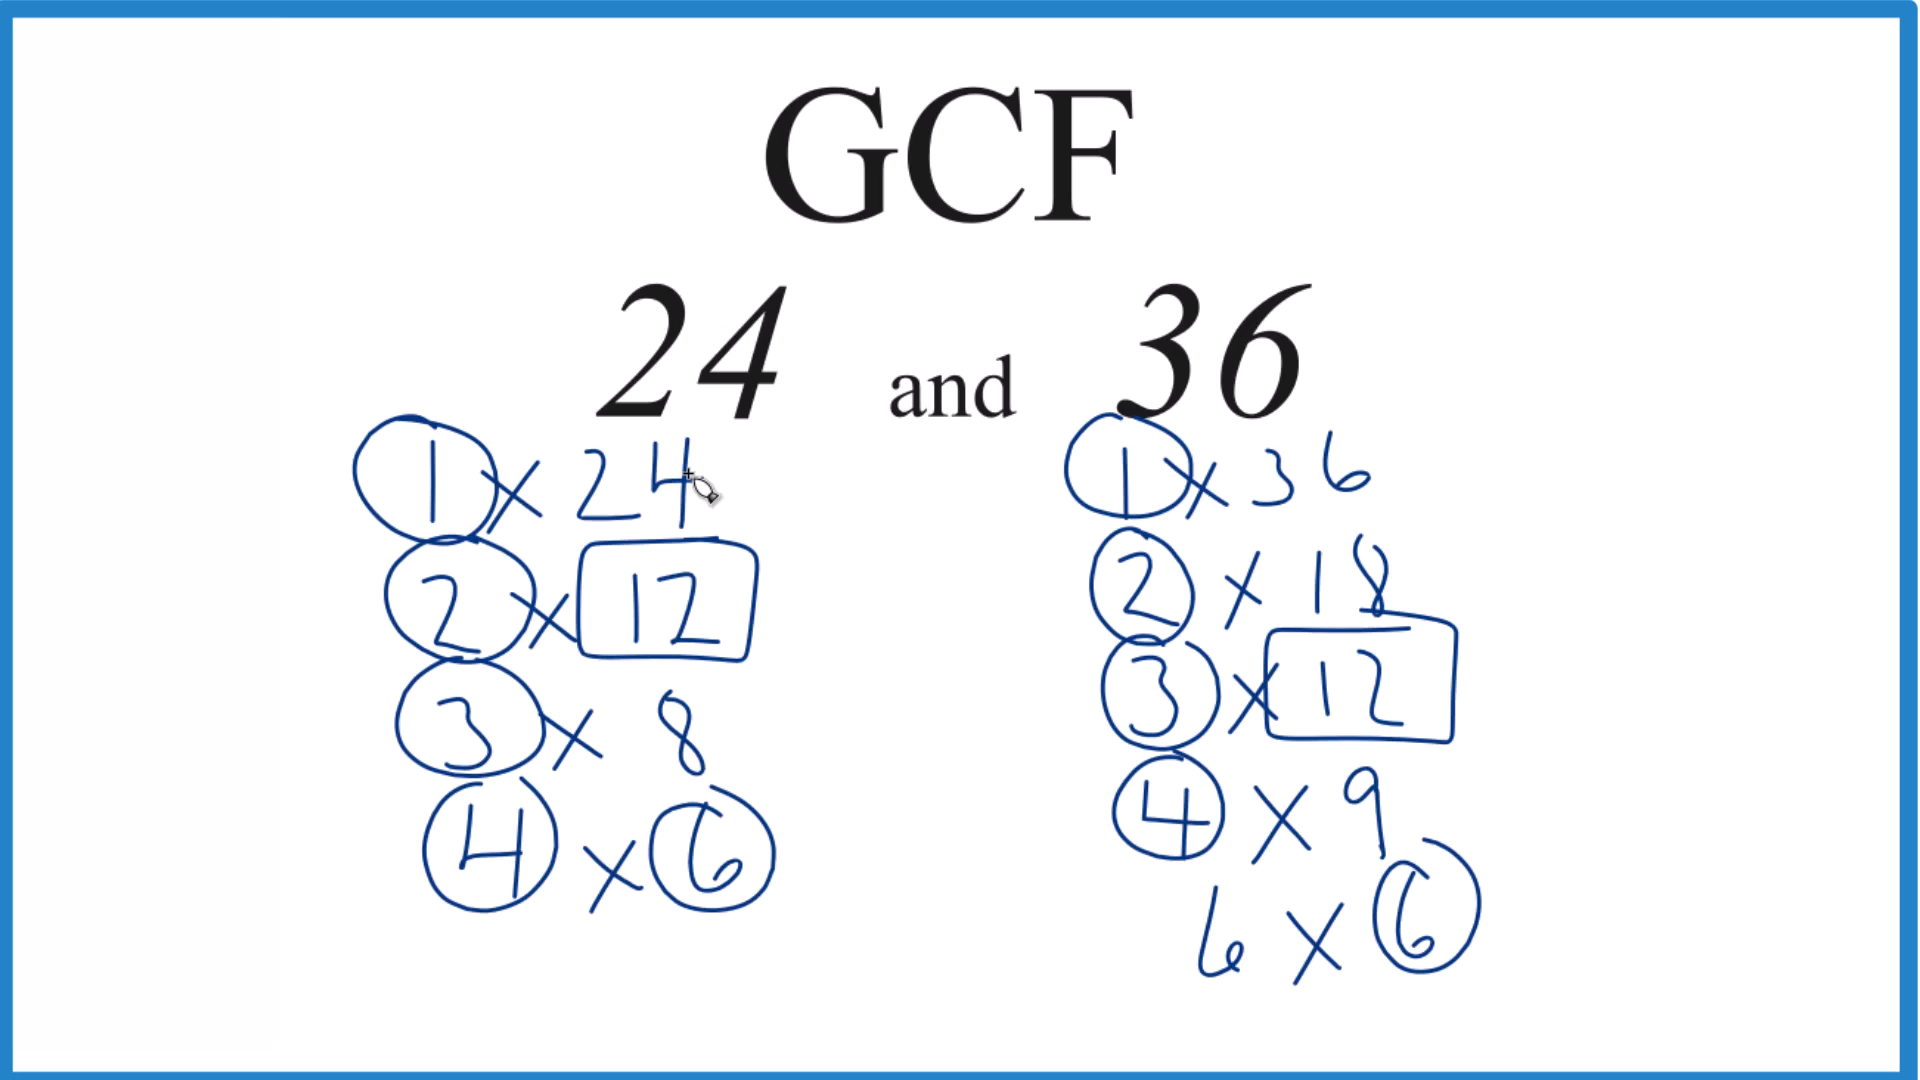 GCF
24 and 36
1 x 24
2 x 12
3 x 8
4 x 6
1 x 36
2 x 18
3 x 12
4 x 9
6 x 6